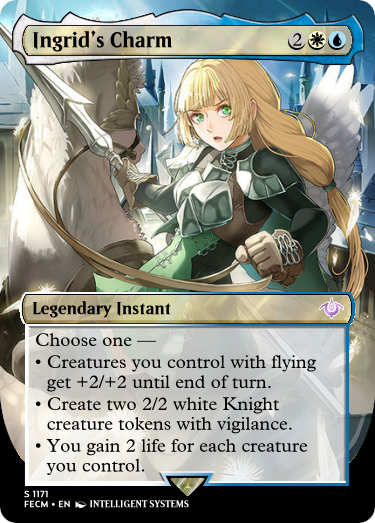 Ingrid's Charm 2
Legendary Instant
Choose one —
• Creatures you control with flying
get +2/+2 until end of turn.
• Create two 2/2 white Knight
creature tokens with vigilance.
• You gain 2 life for each creature
you control.
S 1171
FECM • EN INTELLIGENT SYSTEMS